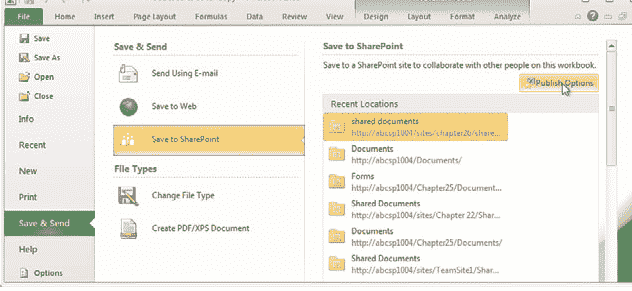 File Home Insert Page Layout Formulas Data Review View Design Layout Format Analyze
Save
Save As
Open
Close
Info
Recent
New
Print
Save & Send
Help
Options
Save & Send
Send Using E-mail
Save to Web
Save to SharePoint
File Types
Change File Type
Create PDF/XPS Document
Save to SharePoint
Save to a SharePoint site to collaborate with other people on this workbook.
Publish Options
Recent Locations
shared documents
http://abcsp1004/sites/chapter26/share...
Documents
http://abcsp1004/Documents/
Forms
http://abcsp1004/Chapter25/Document...
Shared Documents
http://abcsp1004/sites/Chapter 22/Shar...
Documents
http://abcsp1004/Chapter25/Documents/
Shared Documents
http://abcsp1004/sites/TeamSite1/Shar...